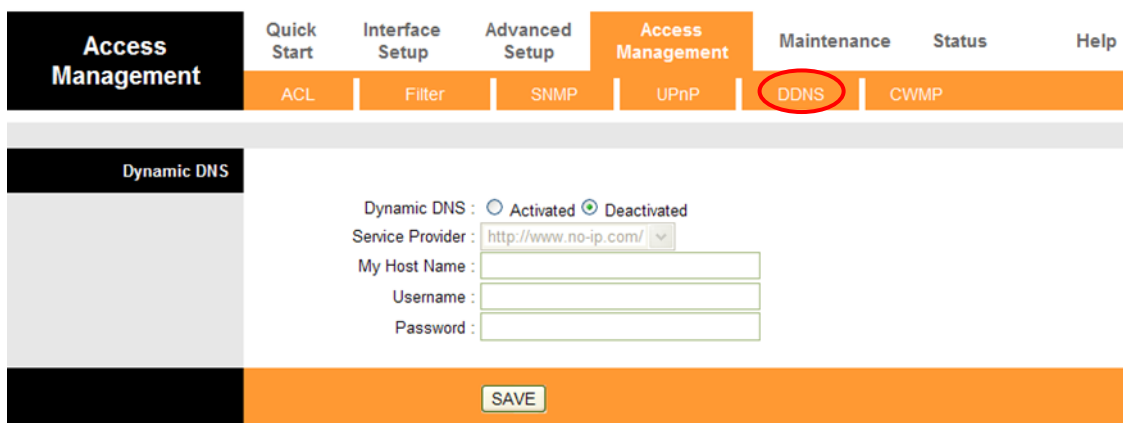 Access Management
Quick Start
Interface Setup
Advanced Setup
Access Management
Maintenance
Status
Help
ACL
Filter
SNMP
UPnP
DDNS
CWMP
Dynamic DNS
Dynamic DNS : Activated Deactivated
Service Provider : http://www.no-ip.com/
My Host Name :
Username :
Password :
SAVE